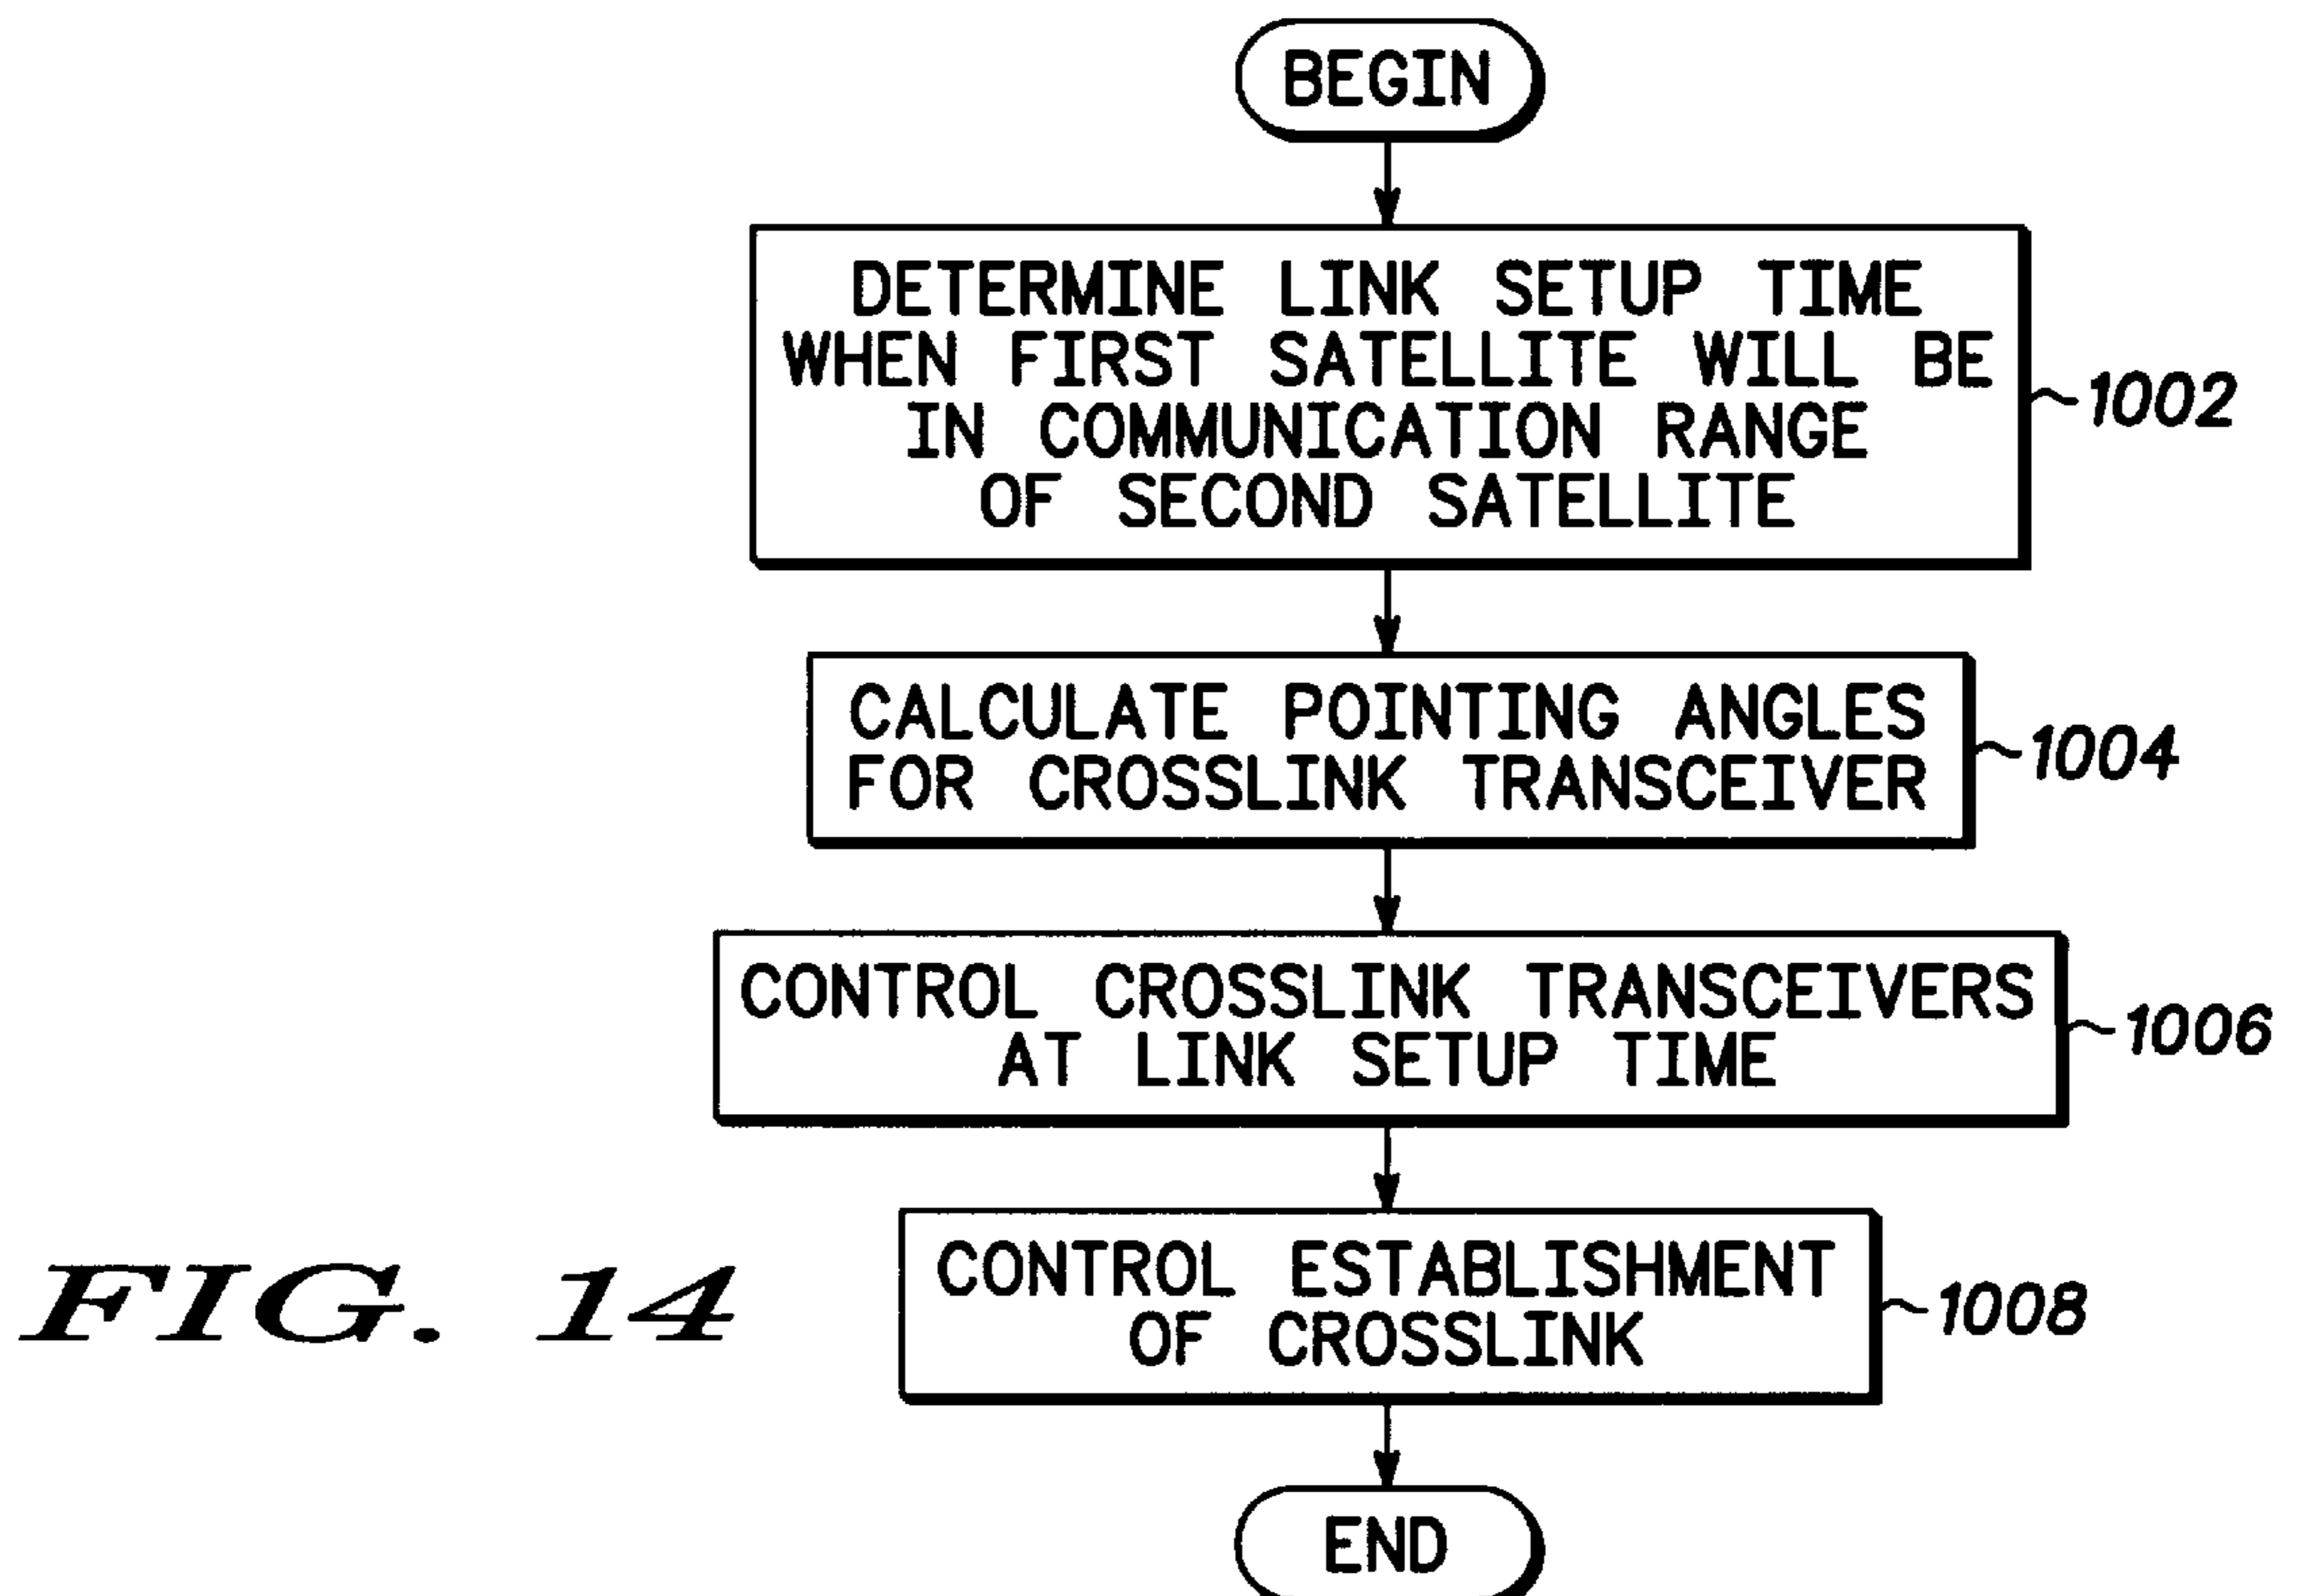 BEGIN
DETERMINE LINK SETUP TIME
WHEN FIRST SATELLITE WILL BE
IN COMMUNICATION RANGE
OF SECOND SATELLITE
1002
CALCULATE POINTING ANGLES
FOR CROSSLINK TRANSCEIVER
1004
CONTROL CROSSLINK TRANSCEIVERS
AT LINK SETUP TIME
1006
CONTROL ESTABLISHMENT
OF CROSSLINK
1008
END
FIG. 14